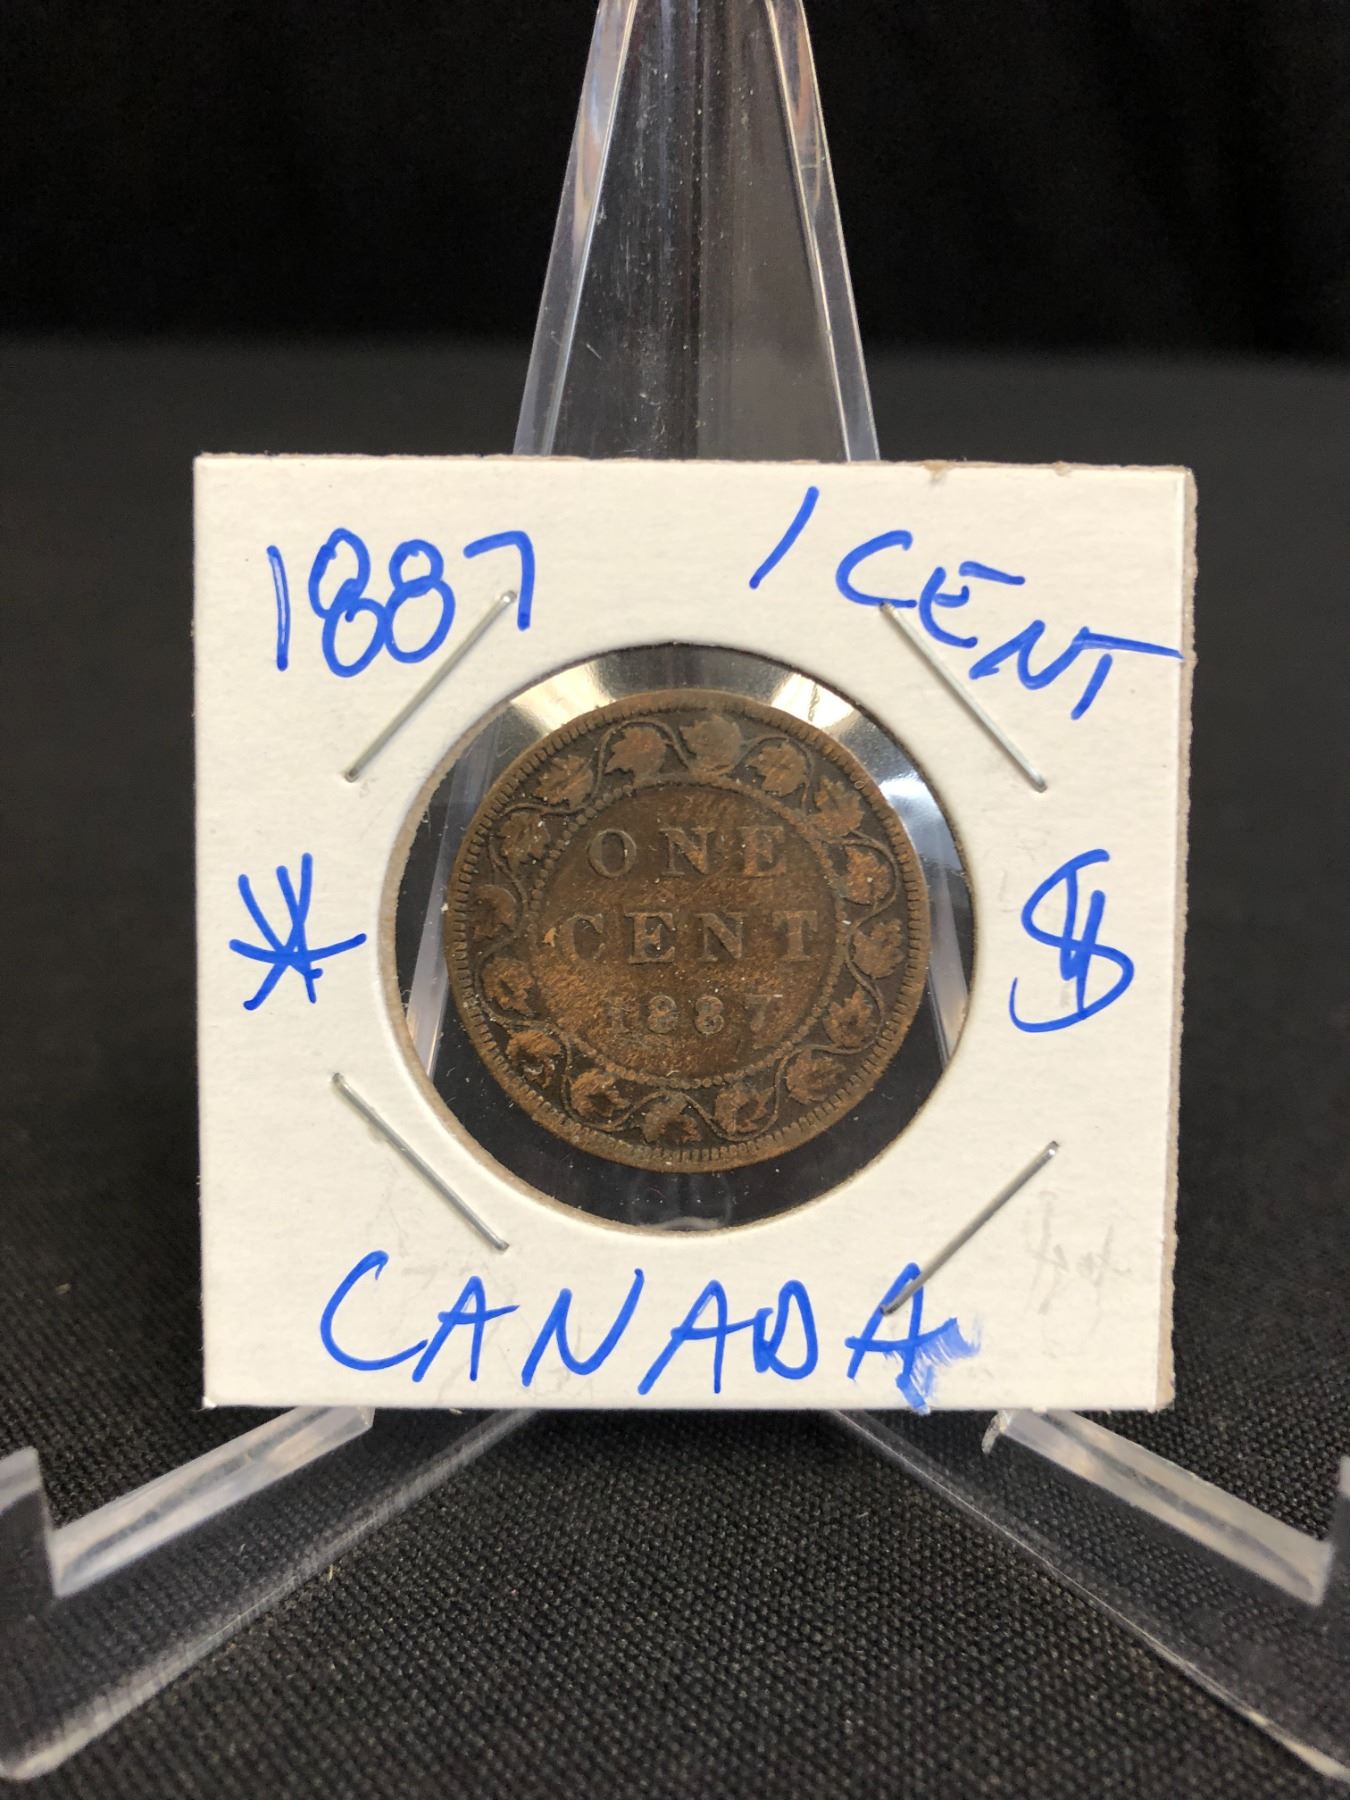 1887 1 CENT
* $
ONE
CENT
1887
CANADA